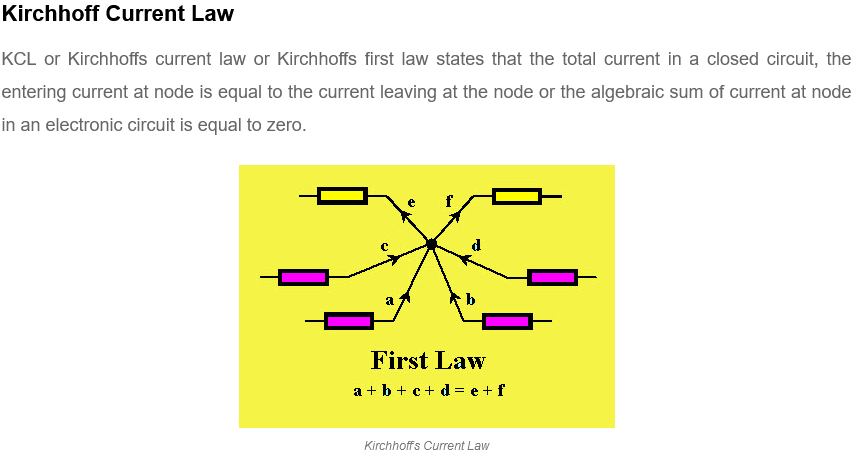 Kirchhoff Current Law
KCL or Kirchhoffs current law or Kirchhoffs first law states that the total current in a closed circuit, the
entering current at node is equal to the current leaving at the node or the algebraic sum of current at node
in an electronic circuit is equal to zero.
e f
c d
a b
First Law
a + b + c + d = e + f
Kirchhoff's Current Law